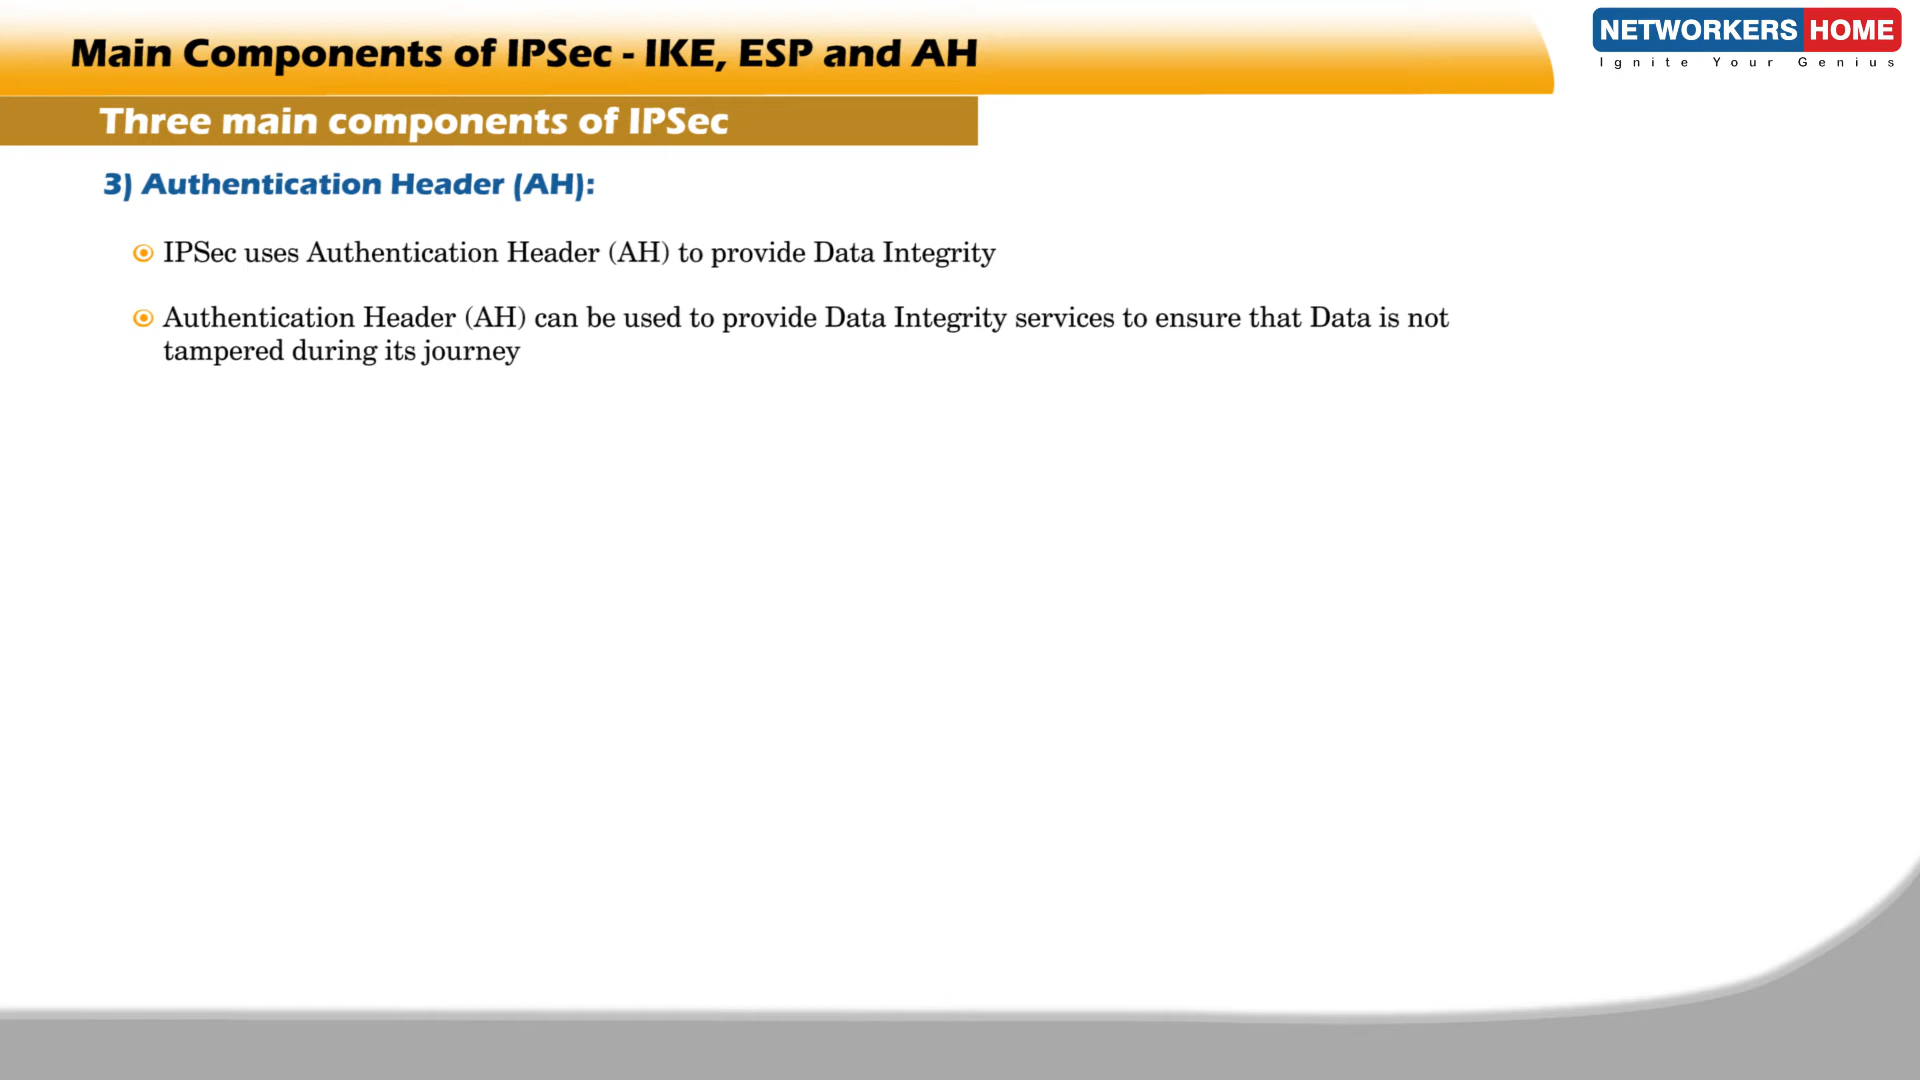 Main Components of IPSec - IKE, ESP and AH
NETWORKERS HOME
Ignite Your Genius
Three main components of IPSec
3) Authentication Header (AH):
IPSec uses Authentication Header (AH) to provide Data Integrity
Authentication Header (AH) can be used to provide Data Integrity services to ensure that Data is not
tampered during its journey